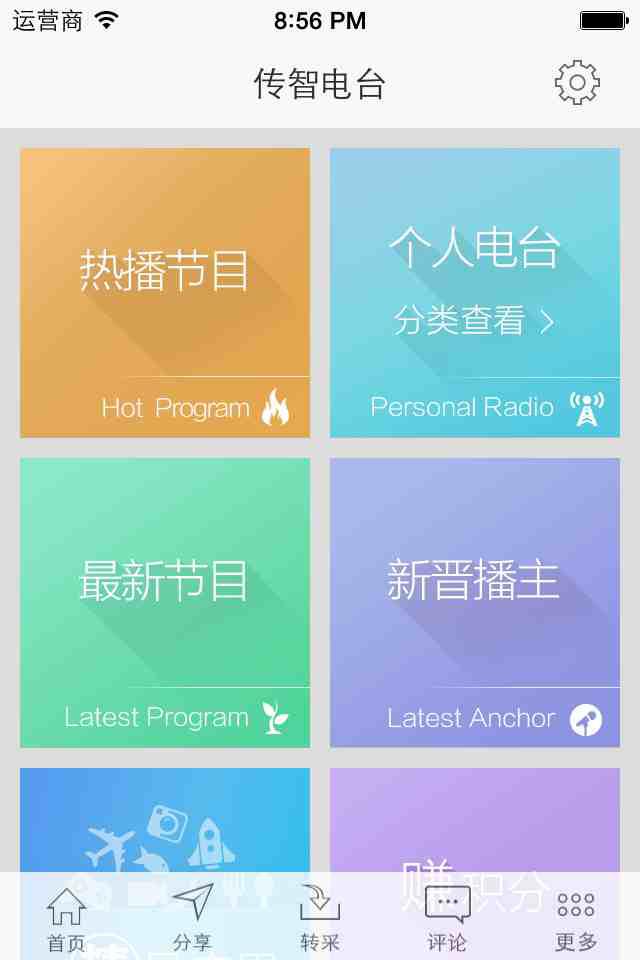 运营商 8:56 PM
传智电台
热播节目
Hot Program
个人电台
分类查看
Personal Radio
最新节目
Latest Program
新晋播主
Latest Anchor
赚积分
首页 分享 转采 评论 更多